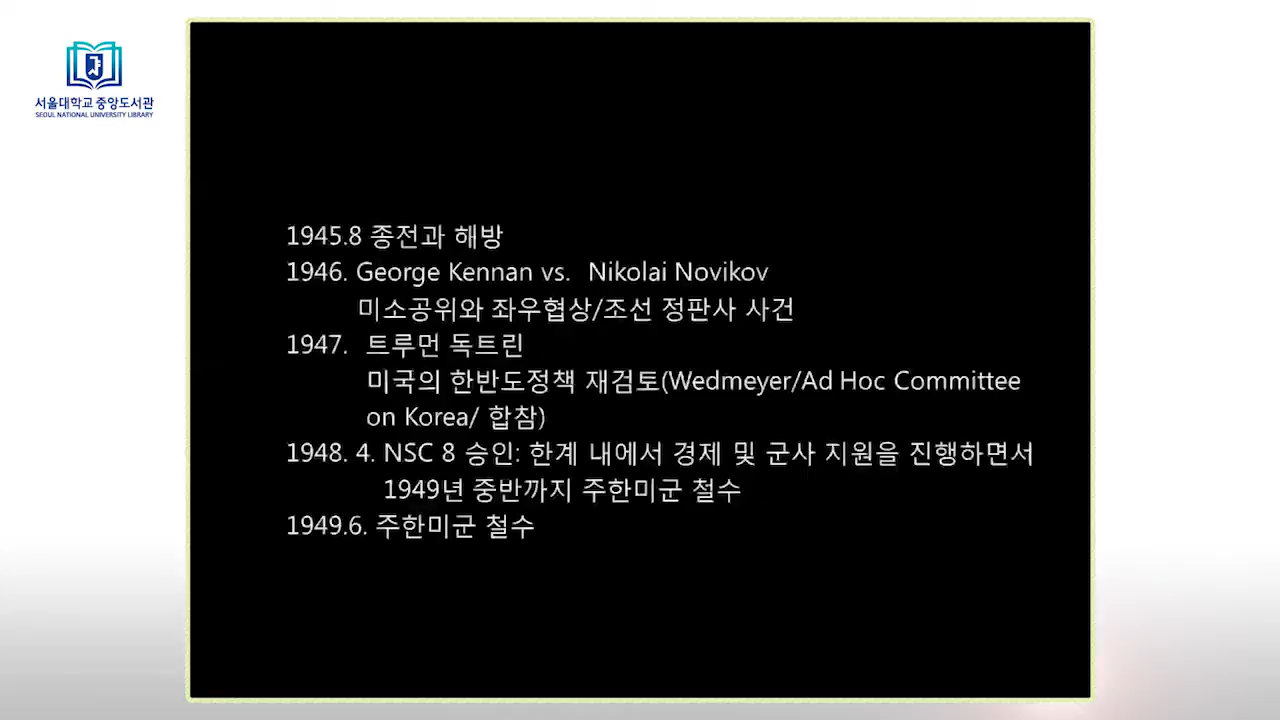 서울대학교 중앙도서관
SEOUL NATIONAL UNIVERSITY LIBRARY
1945.8 종전과 해방
1946. George Kennan vs. Nikolai Novikov
미소공위와 좌우협상/조선 정판사 사건
1947. 트루먼 독트린
미국의 한반도정책 재검토(Wedmeyer/Ad Hoc Committee
on Korea/ 합참)
1948. 4. NSC 8 승인: 한계 내에서 경제 및 군사 지원을 진행하면서
1949년 중반까지 주한미군 철수
1949.6. 주한미군 철수